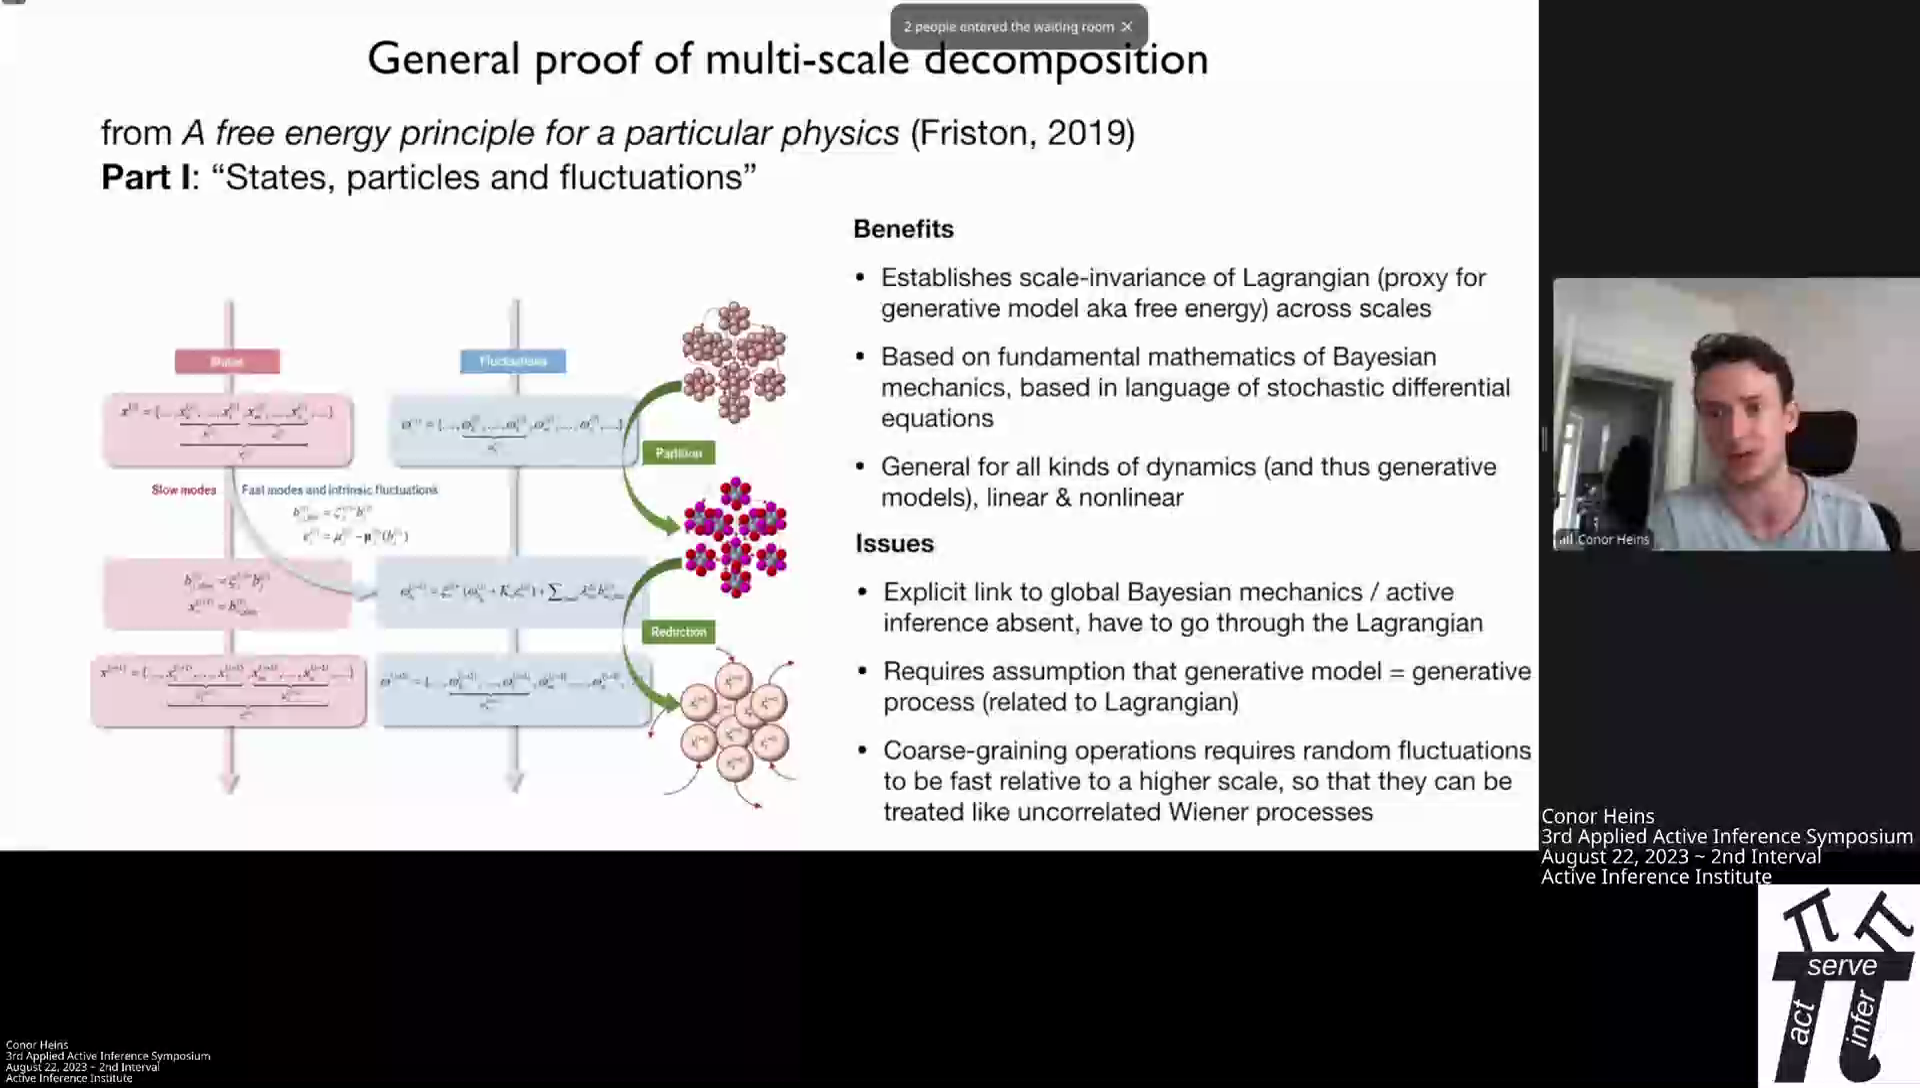 2 people entered the waiting room ×
General proof of multi-scale decomposition
from A free energy principle for a particular physics (Friston, 2019)
Part I: “States, particles and fluctuations”
States
Fluctuations
Partition
Slow modes
Fast modes and intrinsic fluctuations
Reduction
Benefits
• Establishes scale-invariance of Lagrangian (proxy for
generative model aka free energy) across scales
• Based on fundamental mathematics of Bayesian
mechanics, based in language of stochastic differential
equations
• General for all kinds of dynamics (and thus generative
models), linear & nonlinear
Issues
• Explicit link to global Bayesian mechanics / active
inference absent, have to go through the Lagrangian
• Requires assumption that generative model = generative
process (related to Lagrangian)
• Coarse-graining operations requires random fluctuations
to be fast relative to a higher scale, so that they can be
treated like uncorrelated Wiener processes
Conor Heins
Conor Heins
3rd Applied Active Inference Symposium
August 22, 2023 ~ 2nd Interval
Active Inference Institute
serve
act
infer
Conor Heins
3rd Applied Active Inference Symposium
August 22, 2023 ~ 2nd Interval
Active Inference Institute